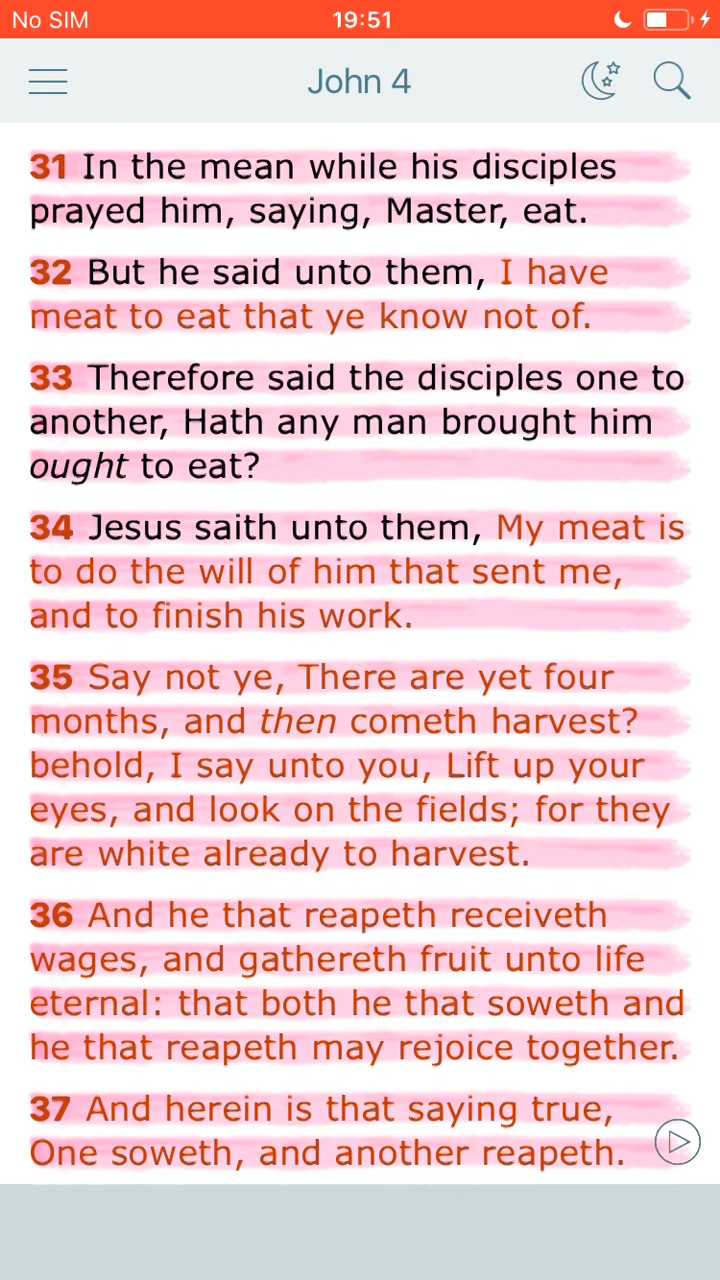 No SIM 19:51
John 4
31 In the mean while his disciples
prayed him, saying, Master, eat.
32 But he said unto them, I have
meat to eat that ye know not of.
33 Therefore said the disciples one to
another, Hath any man brought him
ought to eat?
34 Jesus saith unto them, My meat is
to do the will of him that sent me,
and to finish his work.
35 Say not ye, There are yet four
months, and then cometh harvest?
behold, I say unto you, Lift up your
eyes, and look on the fields; for they
are white already to harvest.
36 And he that reapeth receiveth
wages, and gathereth fruit unto life
eternal: that both he that soweth and
he that reapeth may rejoice together.
37 And herein is that saying true,
One soweth, and another reapeth.